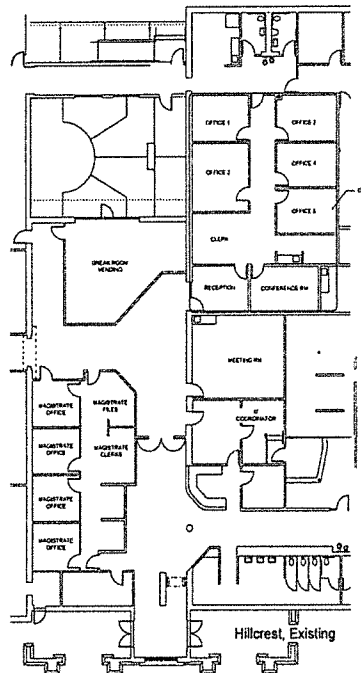 OFFICE 1
OFFICE 2
OFFICE 3
OFFICE 4
OFFICE 5
CLERK
BREAK ROOM
VENDING
RECEPTION
CONFERENCE RM
MEETING RM
MAGISTRATE
OFFICE
MAGISTRATE
FILES
COORDINATOR
MAGISTRATE
OFFICE
MAGISTRATE
CLERKS
MAGISTRATE
OFFICE
MAGISTRATE
OFFICE
Hillcrest, Existing